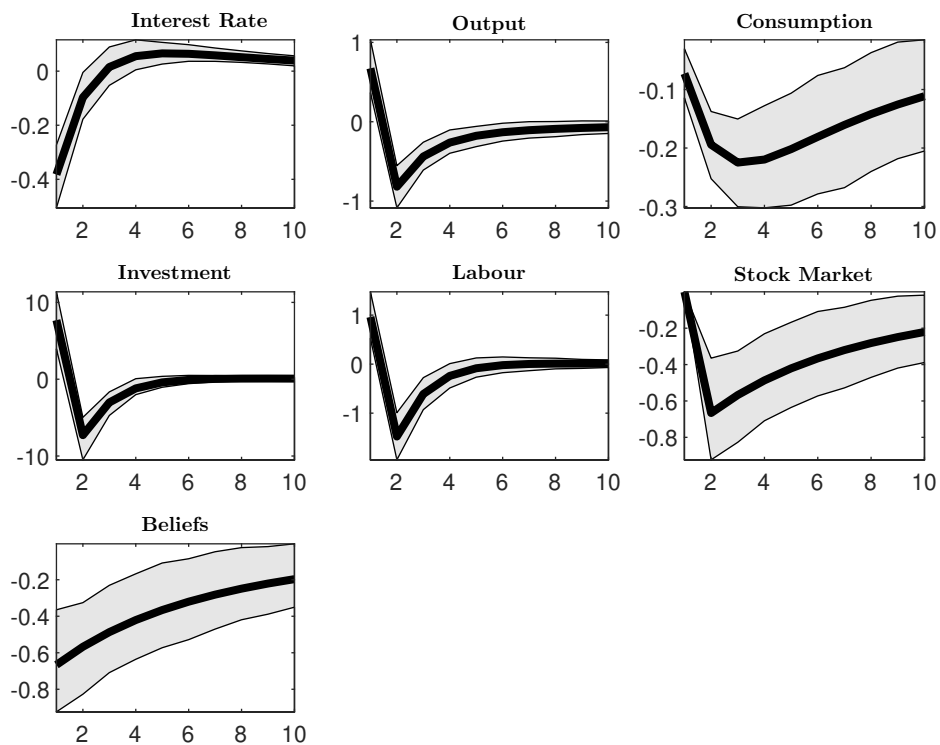 Interest Rate
0
-0.2
-0.4
2 4 6 8 10
Output
1
0
-1
2 4 6 8 10
Consumption
-0.1
-0.2
-0.3
2 4 6 8 10
Investment
10
0
-10
2 4 6 8 10
Labour
1
0
-1
2 4 6 8 10
Stock Market
-0.2
-0.4
-0.6
-0.8
2 4 6 8 10
Beliefs
-0.2
-0.4
-0.6
-0.8
2 4 6 8 10